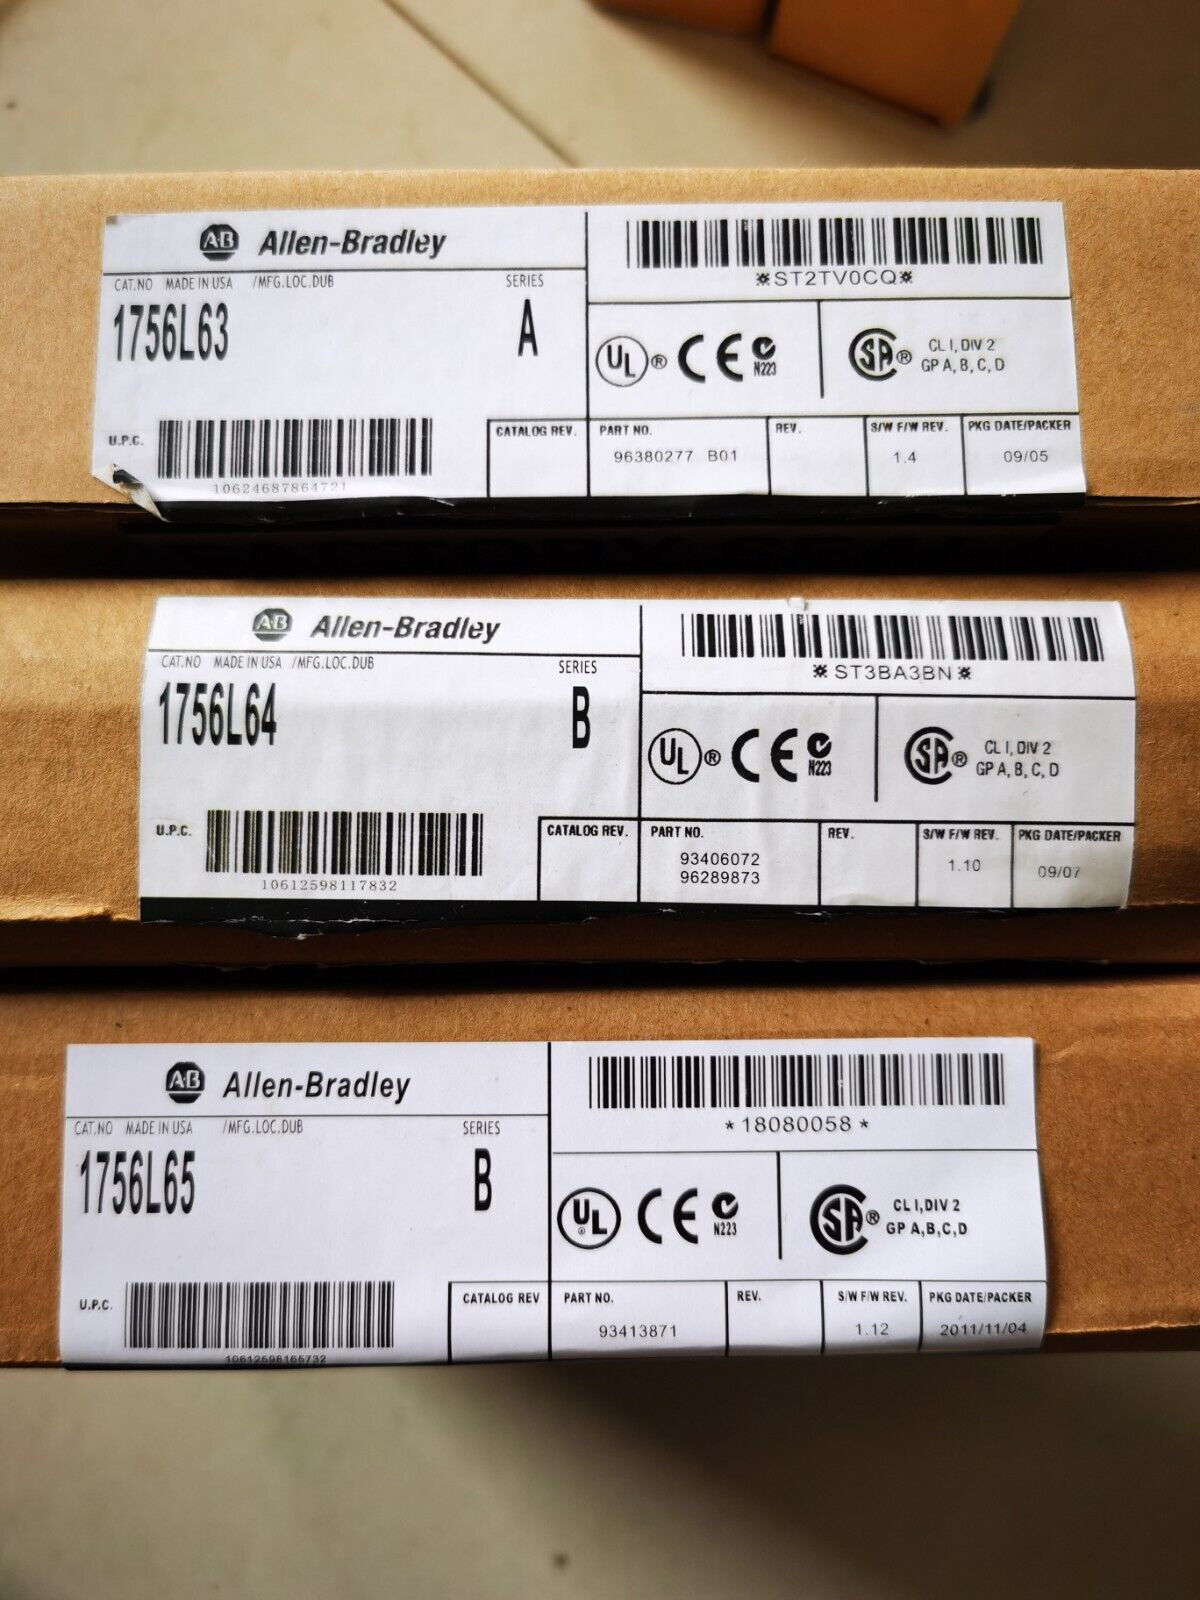 AB Allen-Bradley
CAT.NO MADE IN USA /MFG.LOC.DUB SERIES
1756L63 A
U.P.C.
10624687864721
*ST2TV0CQ*
UL® CE N223
SA® CL I, DIV 2
GP A, B, C, D
CATALOG REV. PART NO. REV. S/W F/W REV. PKG DATE/PACKER
96380277 B01 1.4 09/05
AB Allen-Bradley
CAT.NO MADE IN USA /MFG.LOC.DUB SERIES
1756L64 B
U.P.C.
10612598117832
*ST3BA3BN*
UL® CE N223
SA® CL I, DIV 2
GP A, B, C, D
CATALOG REV. PART NO. REV. S/W F/W REV. PKG DATE/PACKER
93406072 1.10 09/07
96289873
AB Allen-Bradley
CAT.NO MADE IN USA /MFG.LOC.DUB SERIES
1756L65 B
U.P.C.
10612598165732
*18080058*
UL® CE N223
SA® CL I, DIV 2
GP A,B,C,D
CATALOG REV PART NO. REV. S/W F/W REV. PKG DATE/PACKER
93413871 1.12 2011/11/04